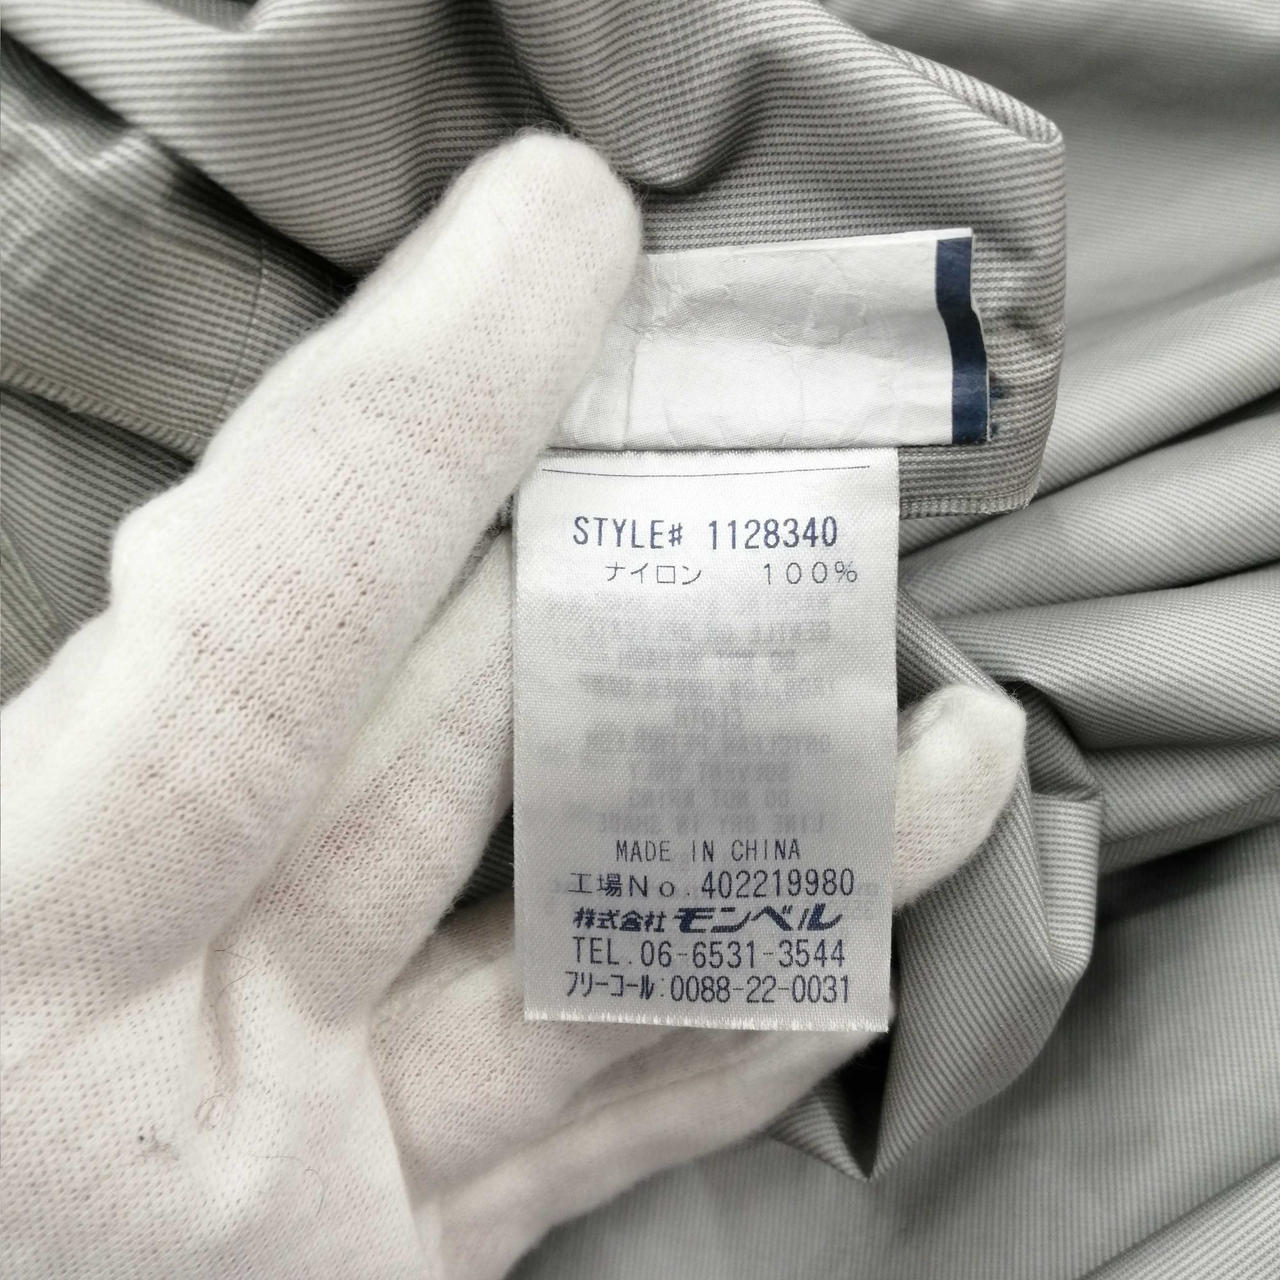 STYLE# 1128340
ナイロン 100%
MADE IN CHINA
工場No.402219980
株式会社モンベル
TEL.06-6531-3544
フリーコール:0088-22-0031